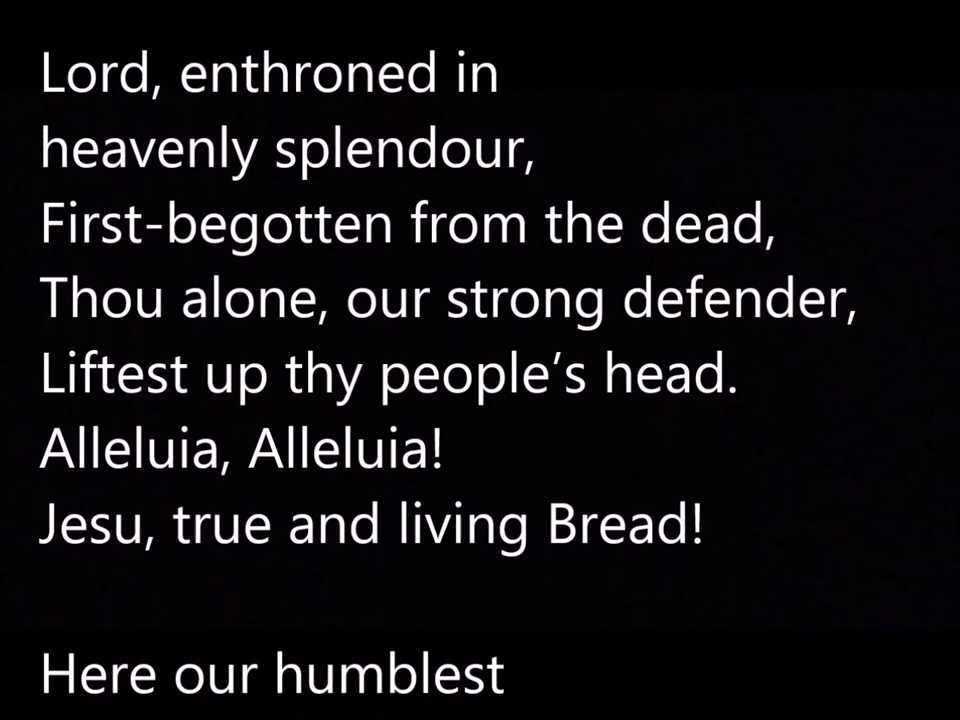 Lord, enthroned in
heavenly splendour,
First-begotten from the dead,
Thou alone, our strong defender,
Liftest up thy people’s head.
Alleluia, Alleluia!
Jesu, true and living Bread!
Here our humblest